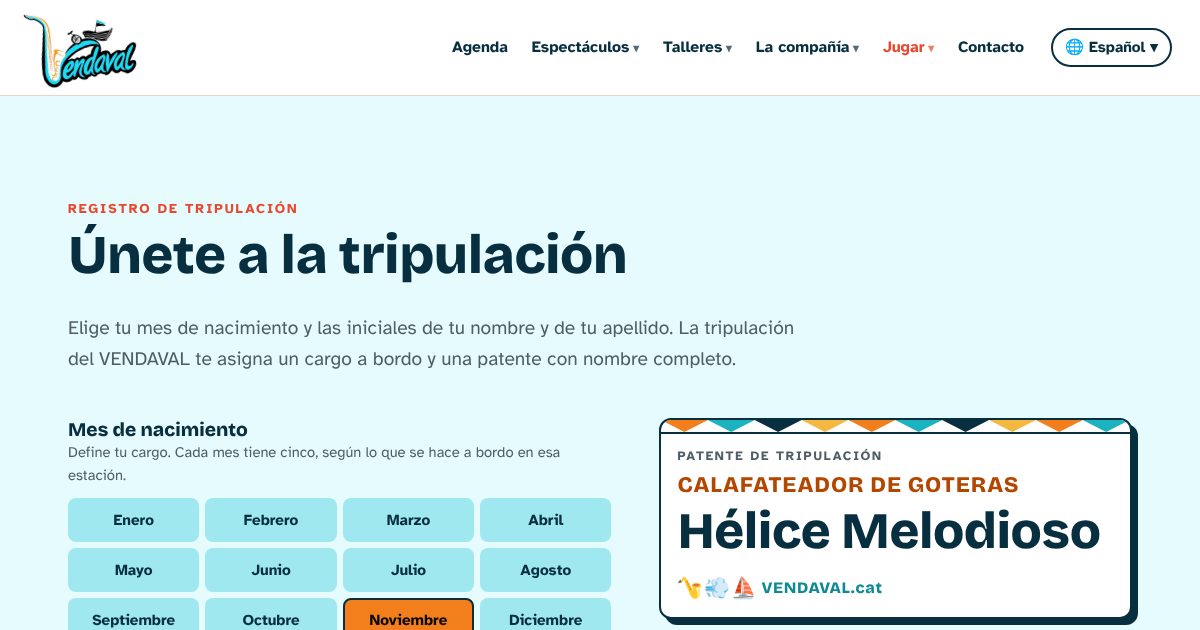 Vendaval
Agenda
Espectáculos ▾
Talleres ▾
La compañía ▾
Jugar ▾
Contacto
Español ▾
REGISTRO DE TRIPULACIÓN
Únete a la tripulación
Elige tu mes de nacimiento y las iniciales de tu nombre y de tu apellido. La tripulación
del VENDAVAL te asigna un cargo a bordo y una patente con nombre completo.
Mes de nacimiento
Define tu cargo. Cada mes tiene cinco, según lo que se hace a bordo en esa
estación.
Enero
Febrero
Marzo
Abril
Mayo
Junio
Julio
Agosto
Septiembre
Octubre
Noviembre
Diciembre
PATENTE DE TRIPULACIÓN
CALAFATEADOR DE GOTERAS
Hélice Melodioso
VENDAVAL.cat